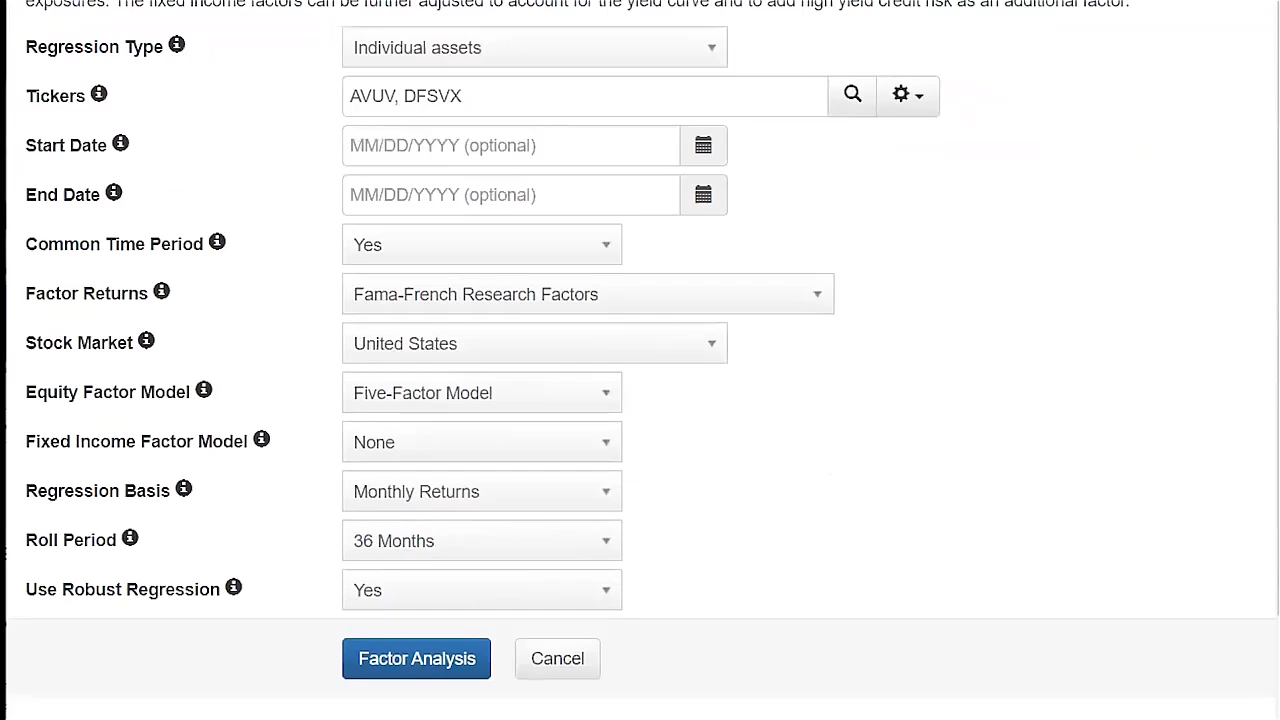 exposures. The fixed income factors can be further adjusted to account for the yield curve and to add high yield credit risk as an additional factor.
Regression Type
Individual assets
Tickers
AVUV, DFSVX
Start Date
MM/DD/YYYY (optional)
End Date
MM/DD/YYYY (optional)
Common Time Period
Yes
Factor Returns
Fama-French Research Factors
Stock Market
United States
Equity Factor Model
Five-Factor Model
Fixed Income Factor Model
None
Regression Basis
Monthly Returns
Roll Period
36 Months
Use Robust Regression
Yes
Factor Analysis
Cancel